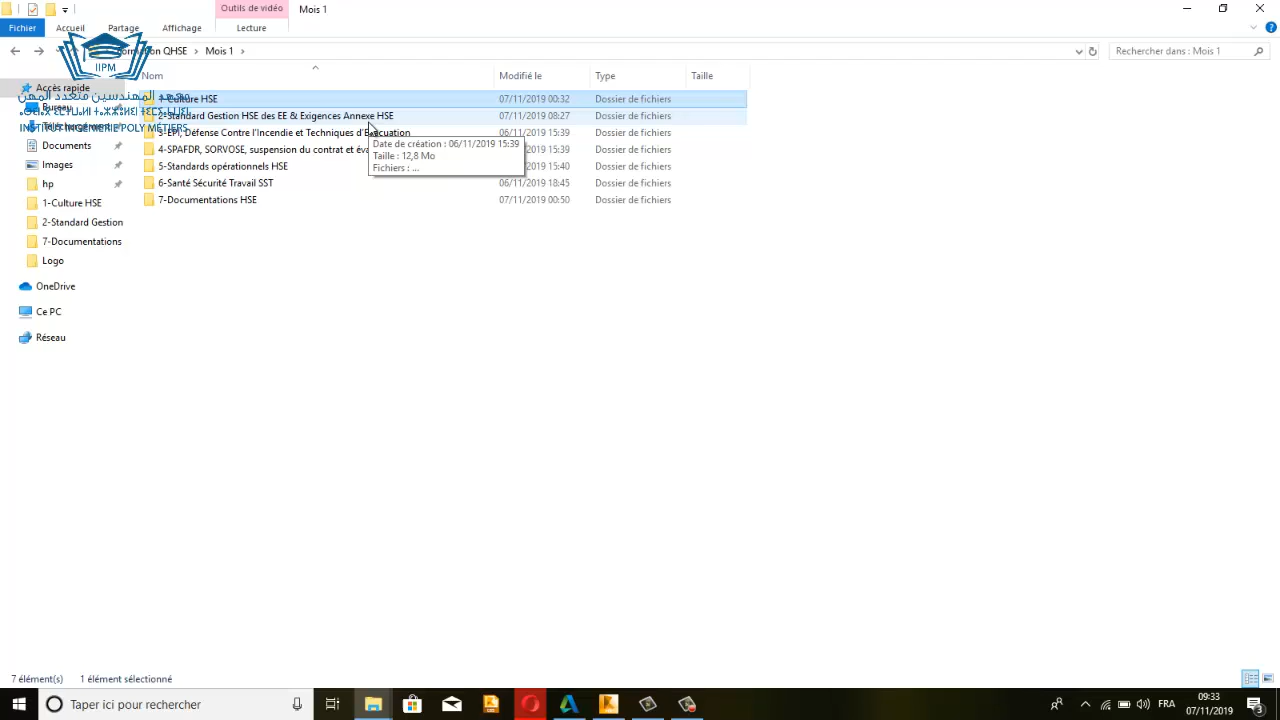 Outils de vidéo
Mois 1
Fichier
Accueil
Partage
Affichage
Lecture
QHSE > Mois 1 >
Rechercher dans : Mois 1
IIPM
INSTITUT INGENIERIE POLY MÉTIERS
Nom
Modifié le
Type
Taille
1-Culture HSE 07/11/2019 00:32 Dossier de fichiers
2-Standard Gestion HSE des EE & Exigences Annexe HSE 07/11/2019 08:27 Dossier de fichiers
3-EPI, Défense Contre l'Incendie et Techniques d'Evacuation 06/11/2019 15:39 Dossier de fichiers
4-SPAFDR, SORVOSE, suspension du contrat et 15:39 Dossier de fichiers
5-Standards opérationnels HSE 15:40 Dossier de fichiers
6-Santé Sécurité Travail SST 06/11/2019 18:45 Dossier de fichiers
7-Documentations HSE 07/11/2019 00:50 Dossier de fichiers
Date de création : 06/11/2019 15:39
Taille : 12,8 Mo
Fichiers : ...
Accès rapide
Bureau
Documents
Images
hp
1-Culture HSE
2-Standard Gestion
7-Documentations
Logo
OneDrive
Ce PC
Réseau
7 élément(s) 1 élément sélectionné
Taper ici pour rechercher
FRA
09:33
07/11/2019
3